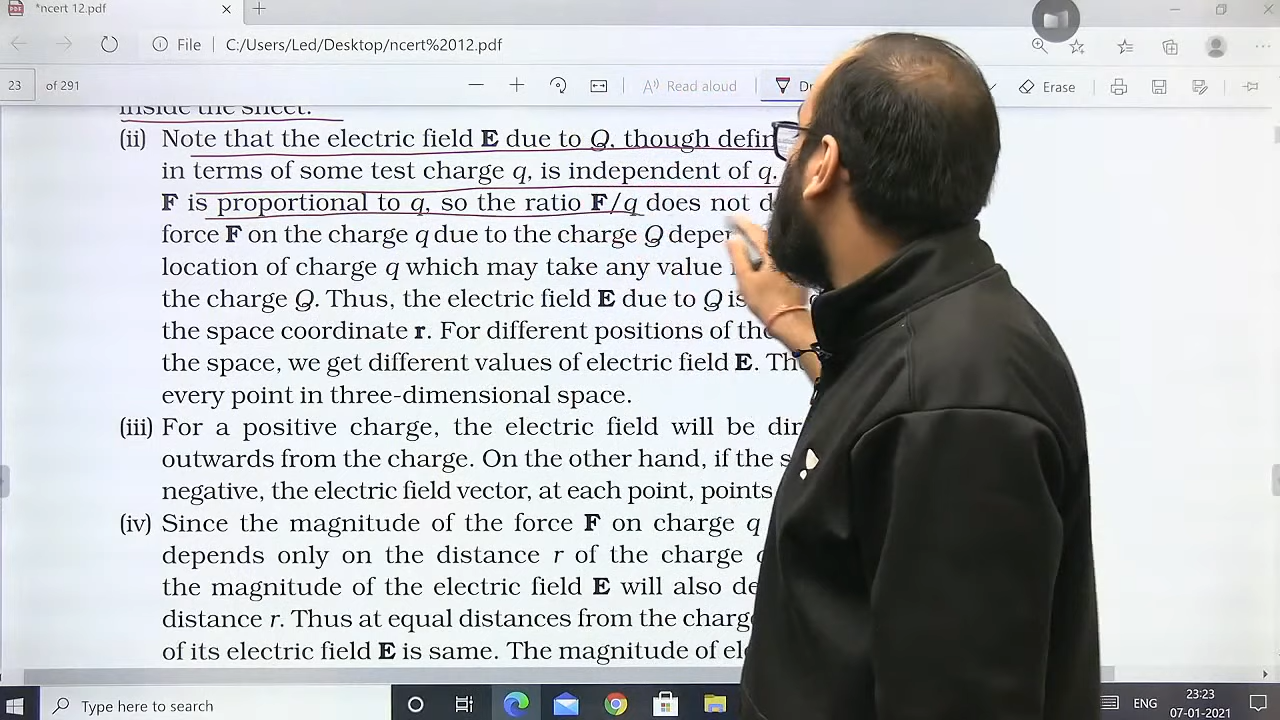 *ncert 12.pdf
File
C:/Users/Led/Desktop/ncert%2012.pdf
23 of 291
Read aloud
Erase
inside the sheet.
(ii) Note that the electric field E due to Q, though
in terms of some test charge q, is independent of q.
F is proportional to q, so the ratio F/q does not
force F on the charge q due to the charge Q
location of charge q which may take any value
the charge Q. Thus, the electric field E due to Q is
the space coordinate r. For different positions of the
the space, we get different values of electric field E.
every point in three-dimensional space.
(iii) For a positive charge, the electric field will be
outwards from the charge. On the other hand, if the
negative, the electric field vector, at each point, points
(iv) Since the magnitude of the force F on charge q
depends only on the distance r of the charge
the magnitude of the electric field E will also
distance r. Thus at equal distances from the
of its electric field E is same. The magnitude of
Type here to search
ENG
23:23
07-01-2021